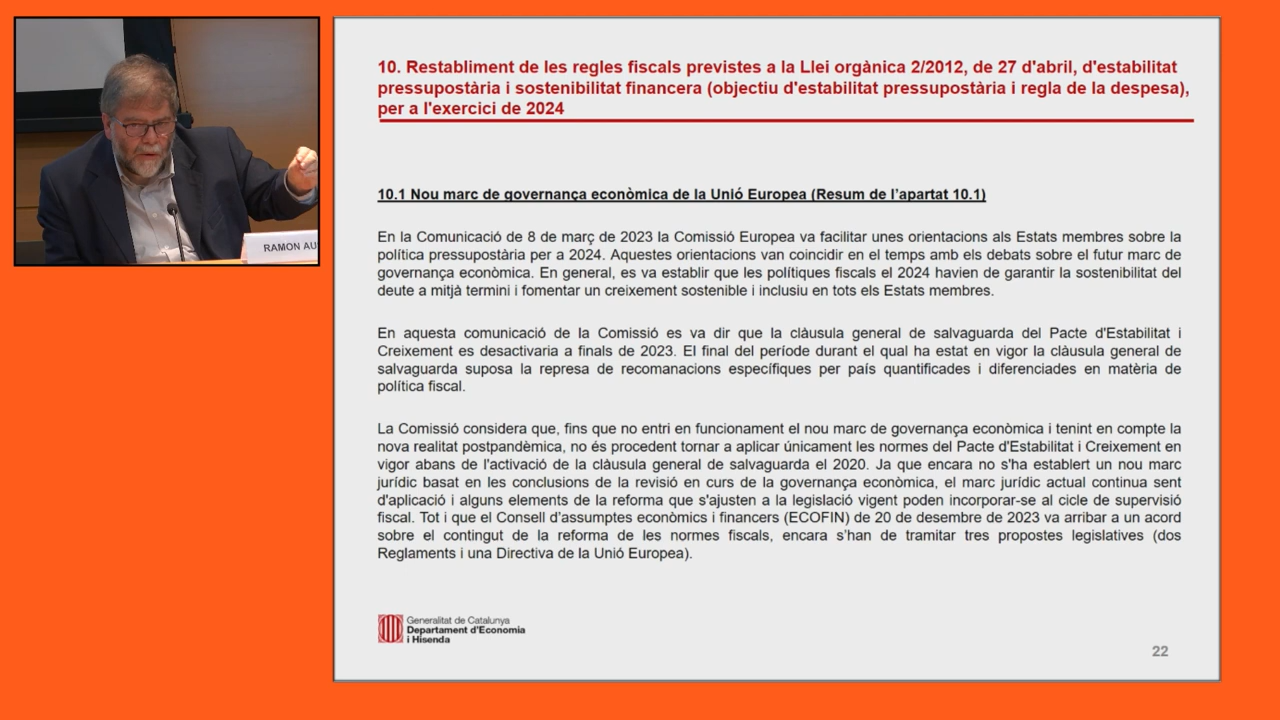 RAMON AU
10. Restabliment de les regles fiscals previstes a la Llei orgànica 2/2012, de 27 d'abril, d'estabilitat
pressupostària i sostenibilitat financera (objectiu d'estabilitat pressupostària i regla de la despesa),
per a l'exercici de 2024
10.1 Nou marc de governança econòmica de la Unió Europea (Resum de l’apartat 10.1)
En la Comunicació de 8 de març de 2023 la Comissió Europea va facilitar unes orientacions als Estats membres sobre la
política pressupostària per a 2024. Aquestes orientacions van coincidir en el temps amb els debats sobre el futur marc de
governança econòmica. En general, es va establir que les polítiques fiscals el 2024 havien de garantir la sostenibilitat del
deute a mitjà termini i fomentar un creixement sostenible i inclusiu en tots els Estats membres.
En aquesta comunicació de la Comissió es va dir que la clàusula general de salvaguarda del Pacte d'Estabilitat i
Creixement es desactivaria a finals de 2023. El final del període durant el qual ha estat en vigor la clàusula general de
salvaguarda suposa la represa de recomanacions específiques per país quantificades i diferenciades en matèria de
política fiscal.
La Comissió considera que, fins que no entri en funcionament el nou marc de governança econòmica i tenint en compte la
nova realitat postpandèmica, no és procedent tornar a aplicar únicament les normes del Pacte d'Estabilitat i Creixement en
vigor abans de l'activació de la clàusula general de salvaguarda el 2020. Ja que encara no s'ha establert un nou marc
jurídic basat en les conclusions de la revisió en curs de la governança econòmica, el marc jurídic actual continua sent
d'aplicació i alguns elements de la reforma que s'ajusten a la legislació vigent poden incorporar-se al cicle de supervisió
fiscal. Tot i que el Consell d’assumptes econòmics i financers (ECOFIN) de 20 de desembre de 2023 va arribar a un acord
sobre el contingut de la reforma de les normes fiscals, encara s’han de tramitar tres propostes legislatives (dos
Reglaments i una Directiva de la Unió Europea).
Generalitat de Catalunya
Departament d'Economia
i Hisenda
22